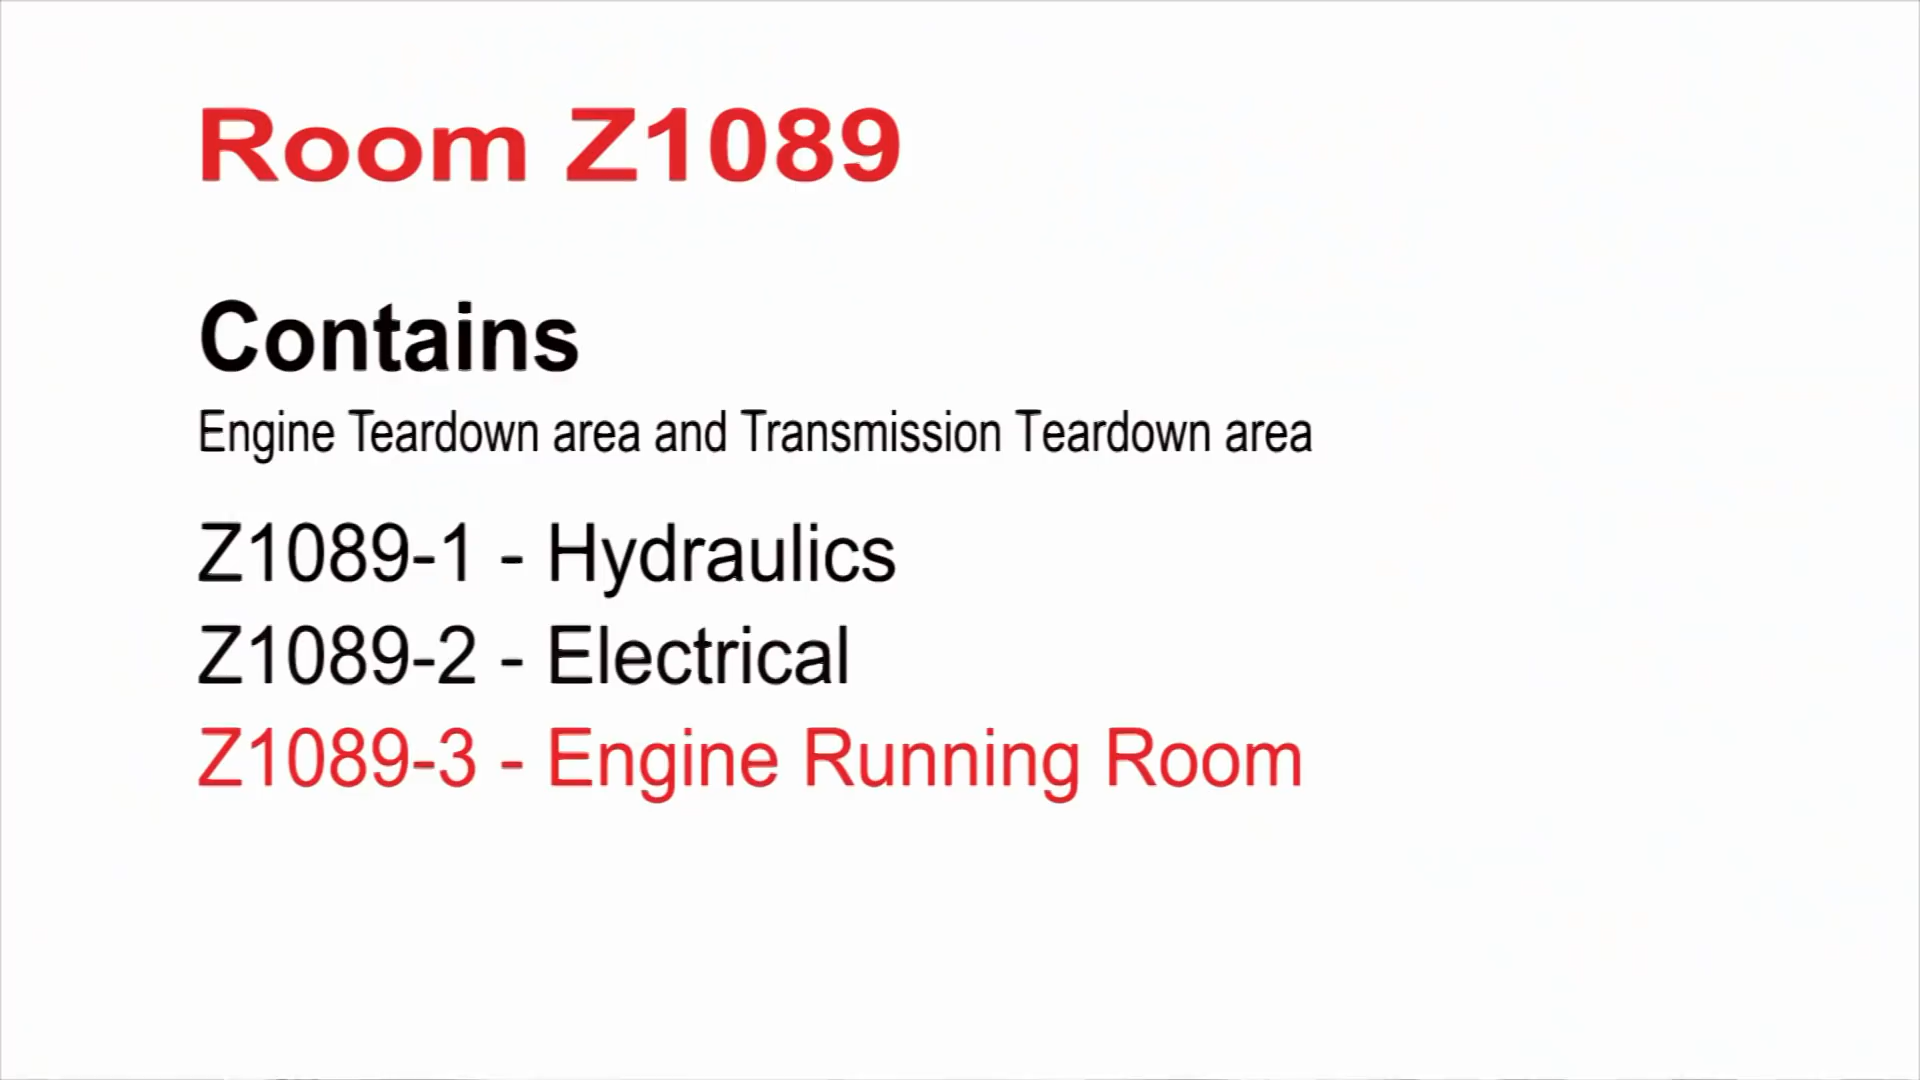 Room Z1089
Contains
Engine Teardown area and Transmission Teardown area
Z1089-1 - Hydraulics
Z1089-2 - Electrical
Z1089-3 - Engine Running Room